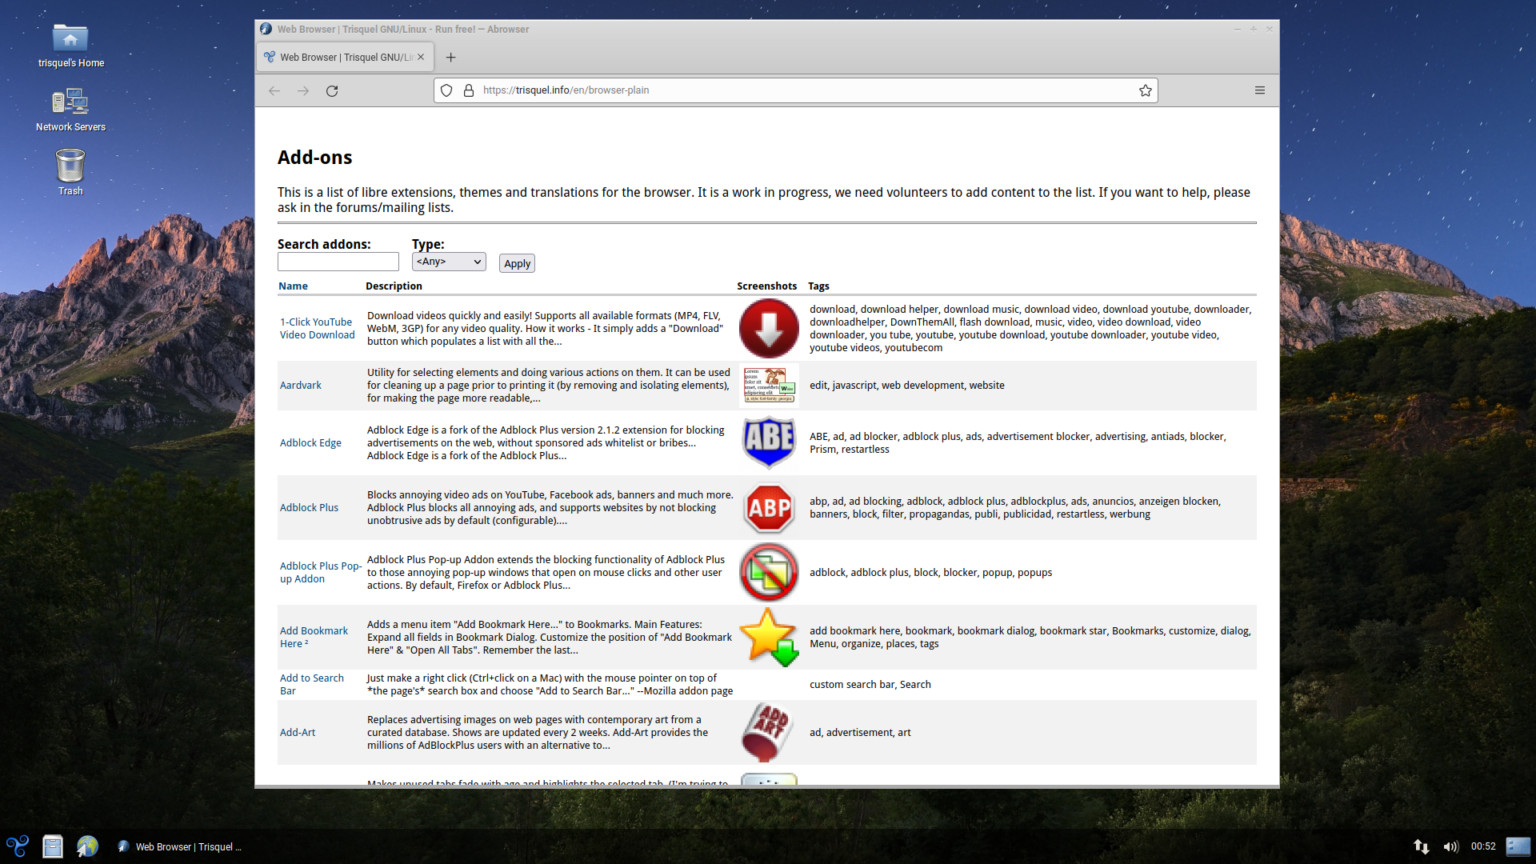 trisquel's Home
Network Servers
Trash
Web Browser | Trisquel GNU/Linux - Run free! — Abrowser
Web Browser | Trisquel GNU/Li
https://trisquel.info/en/browser-plain
Add-ons
This is a list of libre extensions, themes and translations for the browser. It is a work in progress, we need volunteers to add content to the list. If you want to help, please
ask in the forums/mailing lists.
Search addons:
Type:
<Any>
Apply
Name Description Screenshots Tags
1-Click YouTube
Video Download
Download videos quickly and easily! Supports all available formats (MP4, FLV,
WebM, 3GP) for any video quality. How it works - It simply adds a "Download"
button which populates a list with all the...
download, download helper, download music, download video, download youtube, downloader,
downloadhelper, DownThemAll, flash download, music, video, video download, video
downloader, you tube, youtube, youtube download, youtube downloader, youtube video,
youtube videos, youtubecom
Aardvark
Utility for selecting elements and doing various actions on them. It can be used
for cleaning up a page prior to printing it (by removing and isolating elements),
for making the page more readable,...
edit, javascript, web development, website
Adblock Edge
Adblock Edge is a fork of the Adblock Plus version 2.1.2 extension for blocking
advertisements on the web, without sponsored ads whitelist or bribes...
Adblock Edge is a fork of the Adblock Plus...
ABE
ABE, ad, ad blocker, adblock plus, ads, advertisement blocker, advertising, antiads, blocker,
Prism, restartless
Adblock Plus
Blocks annoying video ads on YouTube, Facebook ads, banners and much more.
Adblock Plus blocks all annoying ads, and supports websites by not blocking
unobtrusive ads by default (configurable)....
ABP
abp, ad, ad blocking, adblock, adblock plus, adblockplus, ads, anuncios, anzeigen blocken,
banners, block, filter, propagandas, publi, publicidad, restartless, werbung
Adblock Plus Pop-
up Addon
Adblock Plus Pop-up Addon extends the blocking functionality of Adblock Plus
to those annoying pop-up windows that open on mouse clicks and other user
actions. By default, Firefox or Adblock Plus...
adblock, adblock plus, block, blocker, popup, popups
Add Bookmark
Here ²
Adds a menu item "Add Bookmark Here..." to Bookmarks. Main Features:
Expand all fields in Bookmark Dialog. Customize the position of "Add Bookmark
Here" & "Open All Tabs". Remember the last...
add bookmark here, bookmark, bookmark dialog, bookmark star, Bookmarks, customize, dialog,
Menu, organize, places, tags
Add to Search
Bar
Just make a right click (Ctrl+click on a Mac) with the mouse pointer on top of
*the page's* search box and choose "Add to Search Bar..." --Mozilla addon page
custom search bar, Search
Add-Art
Replaces advertising images on web pages with contemporary art from a
curated database. Shows are updated every 2 weeks. Add-Art provides the
millions of AdBlockPlus users with an alternative to...
ADD
ART
ad, advertisement, art
Makes unused tabs fade with age and highlights the selected tab. (I'm trying to
Web Browser | Trisquel ...
00:52